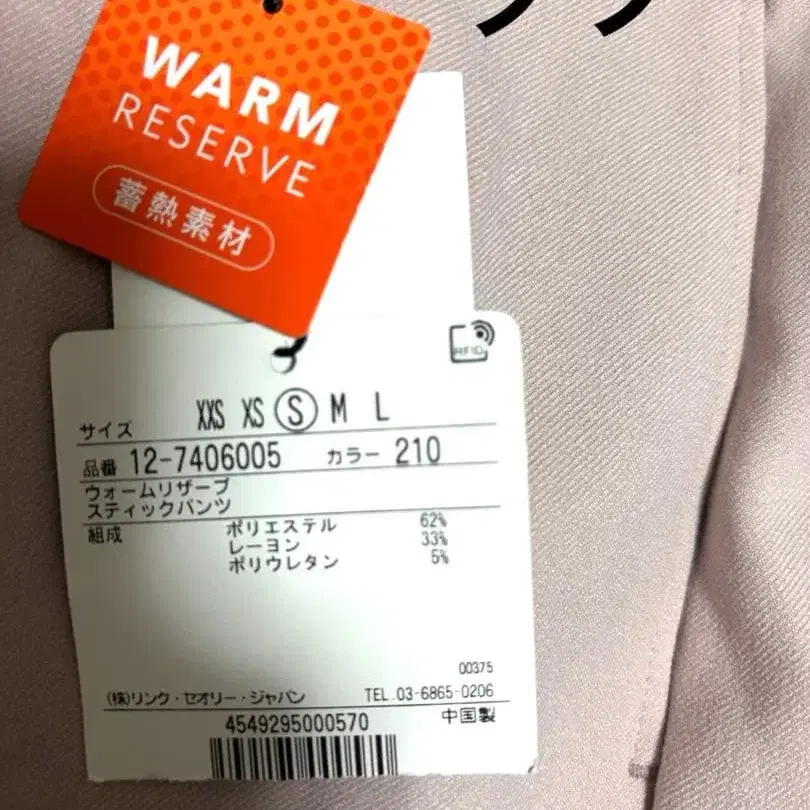 WARM
RESERVE
蓄熱素材
RFID
サイズ XXS XS S M L
品番 12-7406005 カラー 210
ウォームリザーブ
スティックパンツ
組成 ポリエステル 62%
レーヨン 33%
ポリウレタン 5%
00375
(株)リンク・セオリー・ジャパン TEL.03-6865-0206
4549295000570 中国製